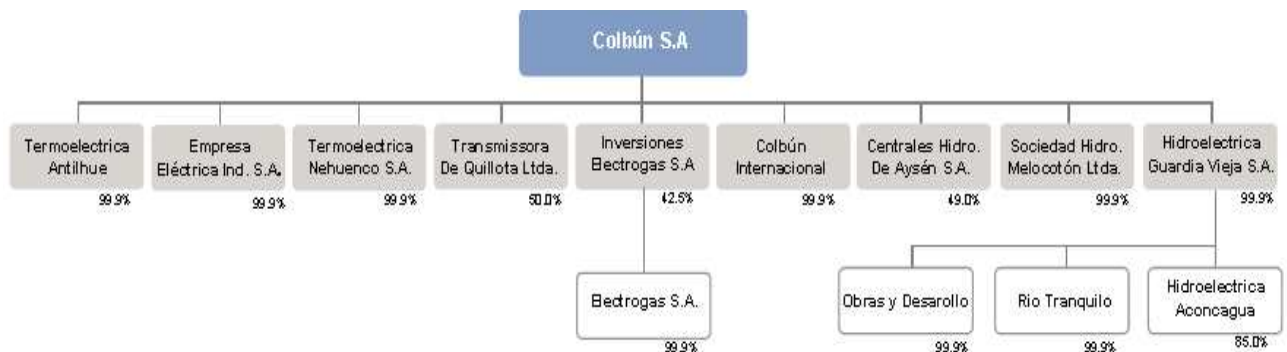 Colbún S.A
Termoelectrica
Antilhue
99.9%
Empresa
Eléctrica Ind. S.A.
99.9%
Termoelectrica
Nehuenco S.A.
99.9%
Transmissora
De Quillota Ltda.
50.0%
Inversiones
Electrogas S.A
42.5%
Colbún
Internacional
99.9%
Centrales Hidro.
De Aysén S.A.
49.0%
Sociedad Hidro.
Melocotón Ltda.
99.9%
Hidroelectrica
Guardia Vieja S.A.
99.9%
Electrogas S.A.
99.9%
Obras y Desarollo
99.9%
Rio Tranquilo
99.9%
Hidroelectrica
Aconcagua
85.0%